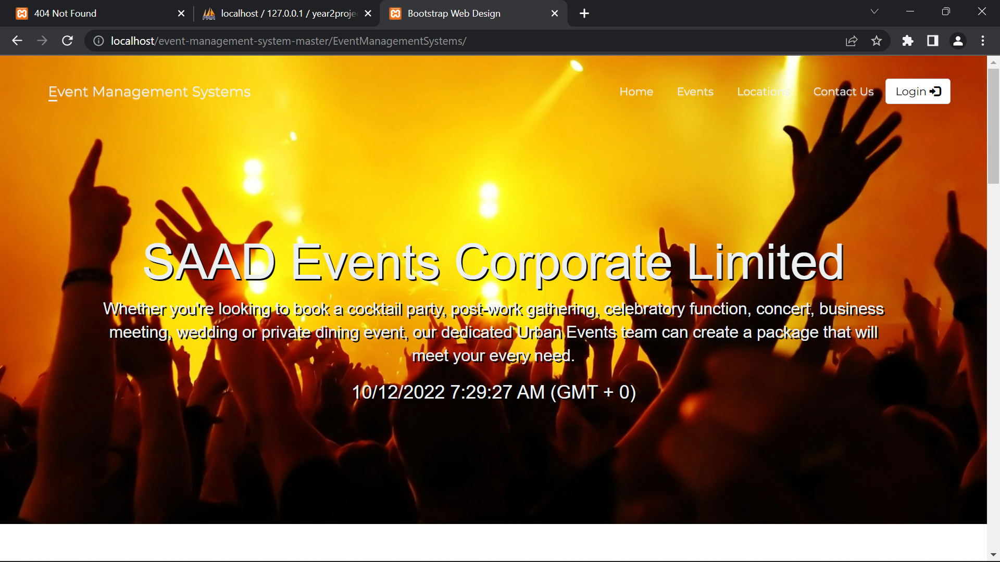 404 Not Found
localhost / 127.0.0.1 / year2proje
Bootstrap Web Design
localhost/event-management-system-master/EventManagementSystems/
Event Management Systems
Home
Events
Locations
Contact Us
Login
SAAD Events Corporate Limited
Whether you're looking to book a cocktail party, post-work gathering, celebratory function, concert, business
meeting, wedding or private dining event, our dedicated Urban Events team can create a package that will
meet your every need.
10/12/2022 7:29:27 AM (GMT + 0)